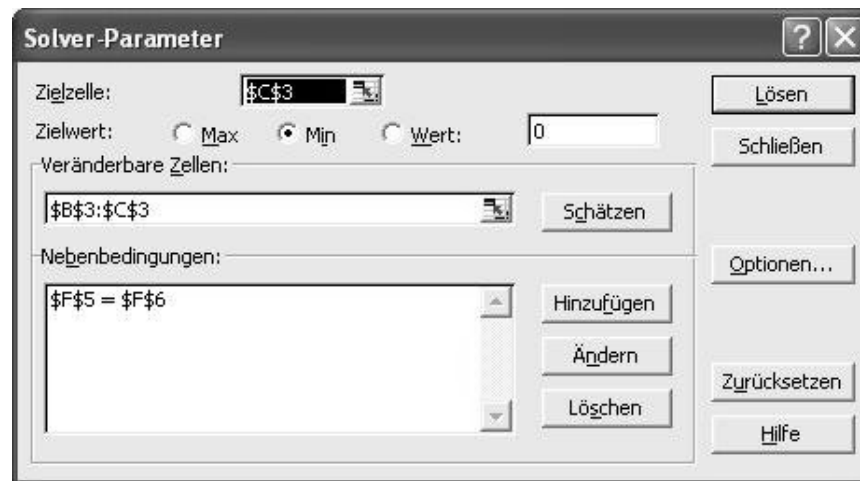 Solver-Parameter
Zielzelle: $C$3
Zielwert: Max Min Wert: 0
Veränderbare Zellen:
$B$3:$C$3
Schätzen
Nebenbedingungen:
$F$5 = $F$6
Hinzufügen
Ändern
Löschen
Lösen
Schließen
Optionen...
Zurücksetzen
Hilfe